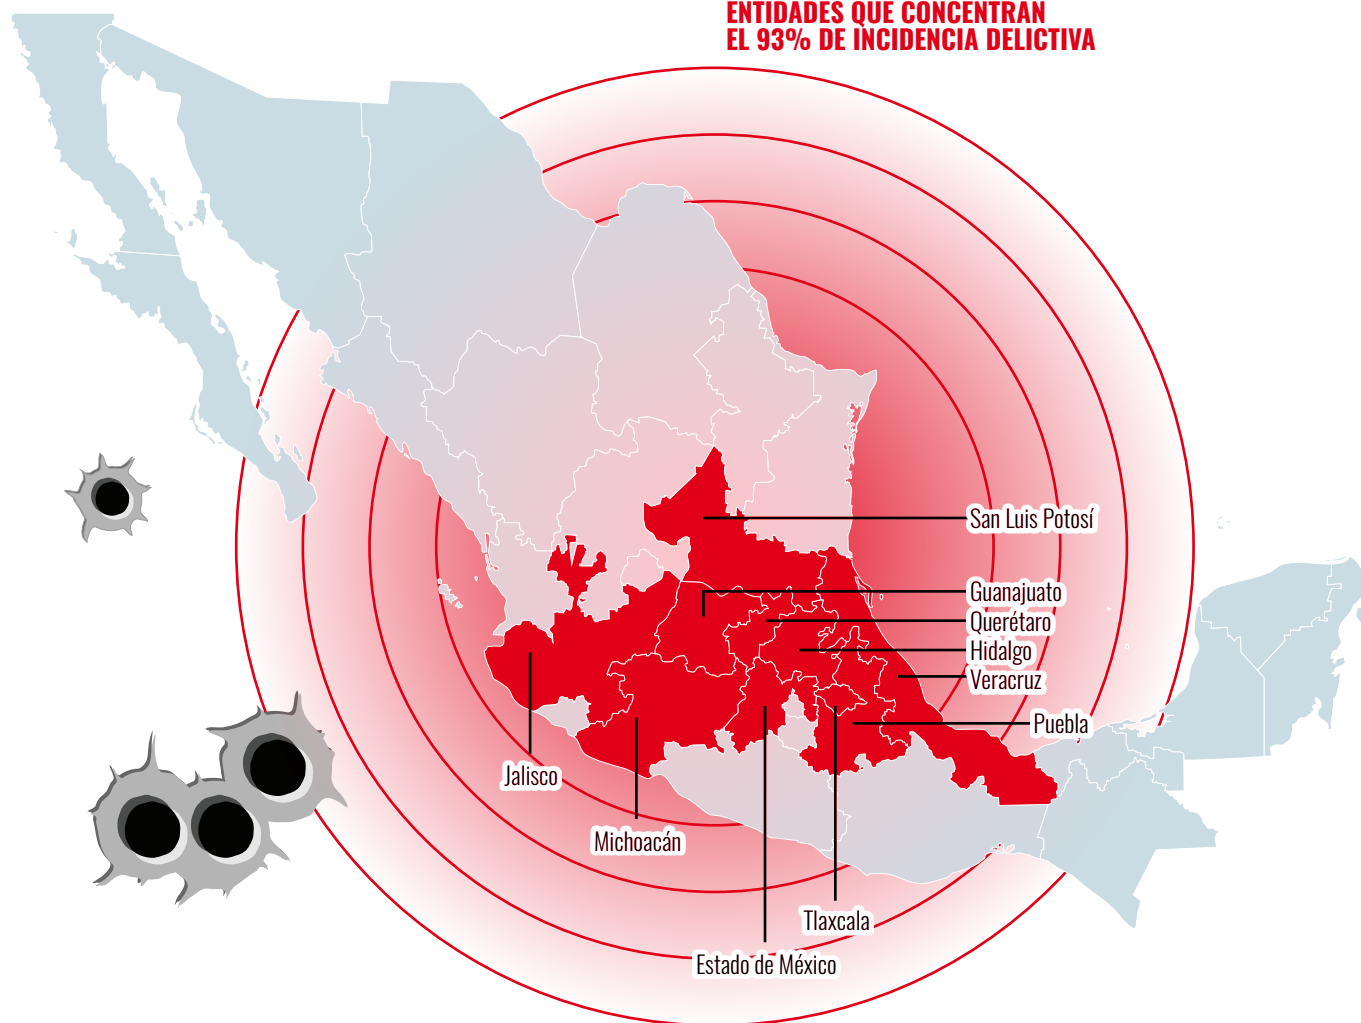 ENTIDADES QUE CONCENTRAN
EL 93% DE INCIDENCIA DELICTIVA
San Luis Potosí
Guanajuato
Querétaro
Hidalgo
Veracruz
Puebla
Jalisco
Michoacán
Tlaxcala
Estado de México